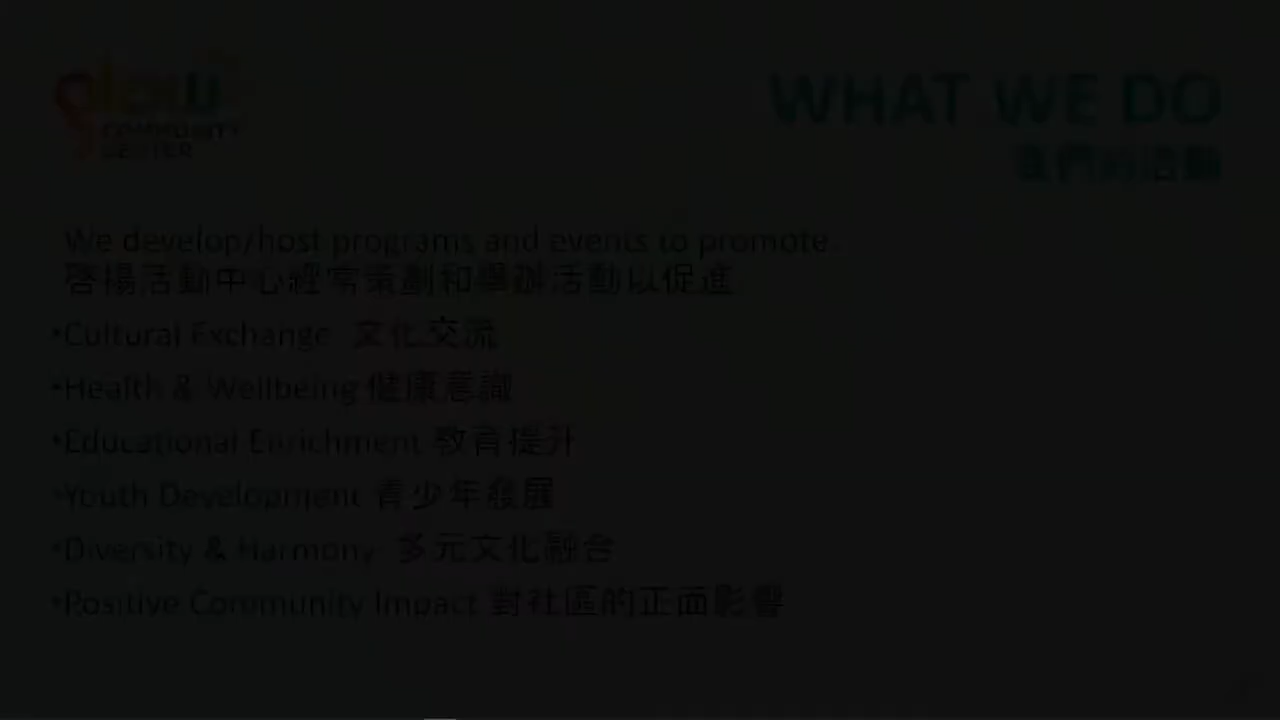 COMMUNITY
CENTER
WHAT WE DO
我們的活動
We develop/host programs and events to promote
啓揚活動中心經常策劃和舉辦活動以促進
•Cultural Exchange 文化交流
•Health & Wellbeing 健康意識
•Educational Enrichment 教育提升
•Youth Development 青少年發展
•Diversity & Harmony 多元文化融合
•Positive Community Impact 對社區的正面影響